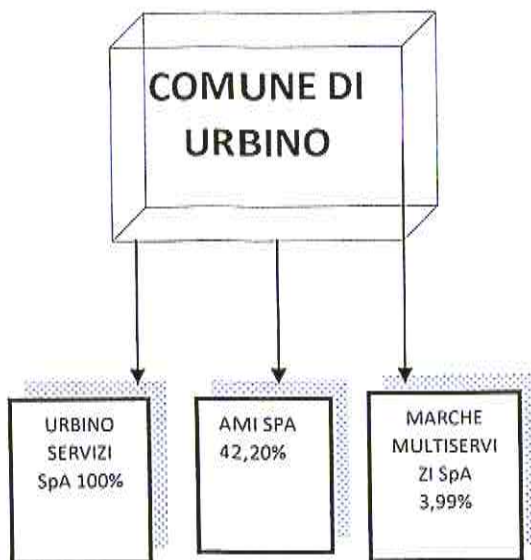 COMUNE DI
URBINO
URBINO
SERVIZI
SpA 100%
AMI SPA
42,20%
MARCHE
MULTISERVI
ZI SpA
3,99%